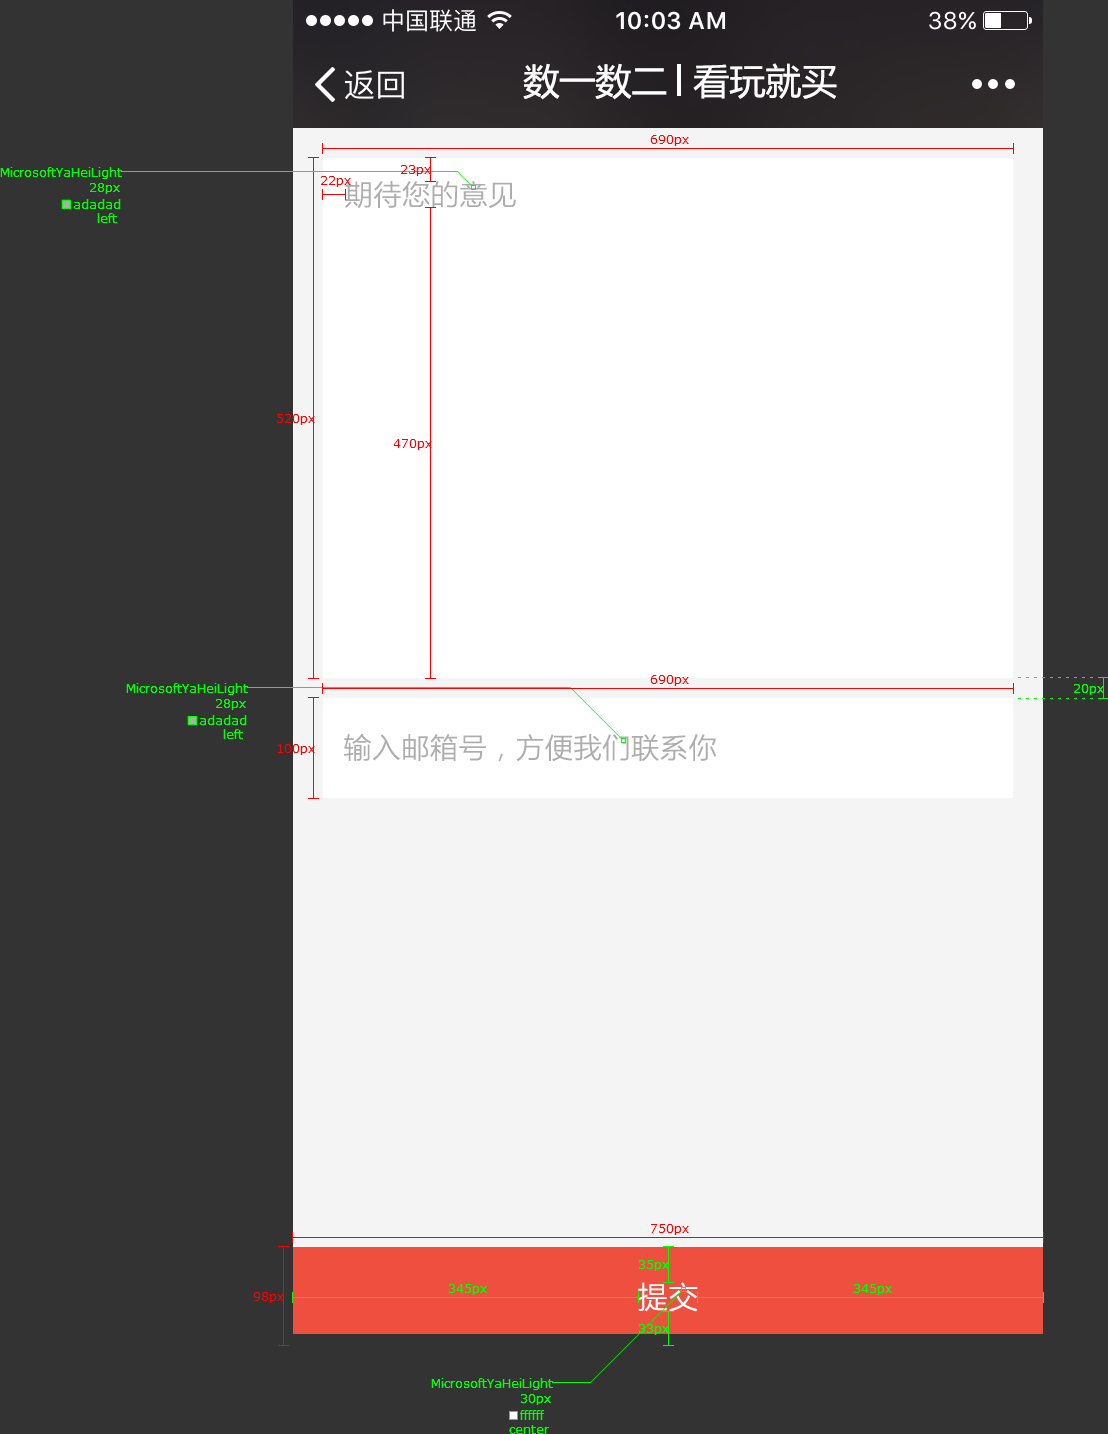 中国联通 10:03 AM 38%
返回 数一数二 | 看玩就买
690px
MicrosoftYaHeiLight
28px
adadad
left
23px
22px
期待您的意见
520px
470px
690px
MicrosoftYaHeiLight
28px
adadad
left
20px
100px
输入邮箱号，方便我们联系你
750px
35px
98px
345px
提交
345px
MicrosoftYaHeiLight
30px
ffffff
center